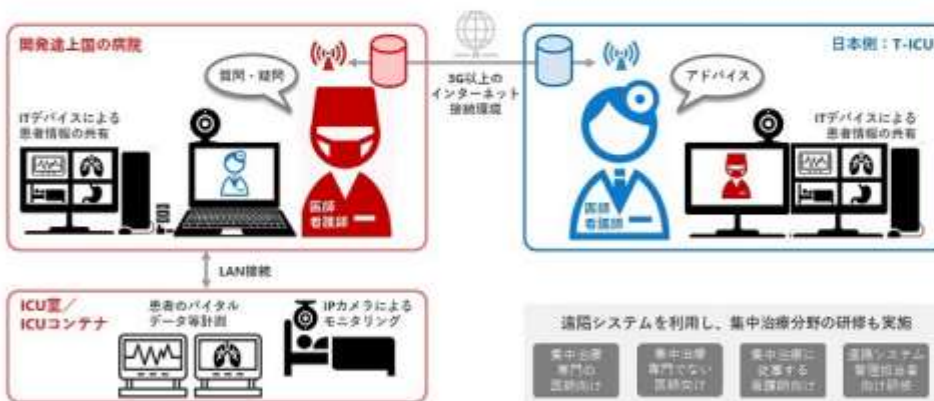 開発途上国の病院
質問・疑問
ITデバイスによる
患者情報の共有
医師
看護師
3G以上の
インターネット
接続環境
日本側：T-ICU
アドバイス
ITデバイスによる
患者情報の共有
医師
看護師
LAN接続
ICU室／
ICUコンテナ
患者のバイタル
データ等計測
IPカメラによる
モニタリング
遠隔システムを利用し、集中治療分野の研修も実施
集中治療
専門の
医師向け
集中治療
専門でない
医師向け
集中治療に
従事する
看護師向け
遠隔システム
管理担当者
向け研修